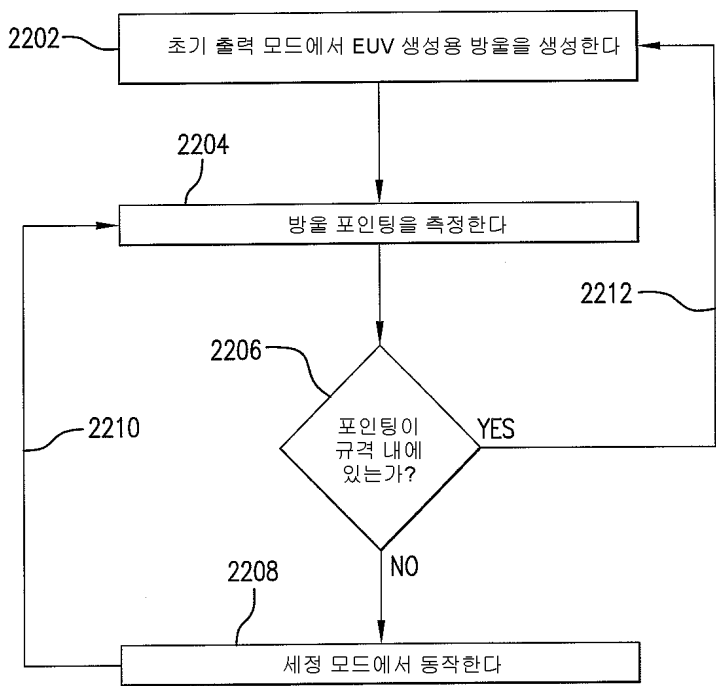 2202
초기 출력 모드에서 EUV 생성용 방울을 생성한다
2204
방울 포인팅을 측정한다
2212
2206
포인팅이
규격 내에
있는가?
YES
2210
NO
2208
세정 모드에서 동작한다